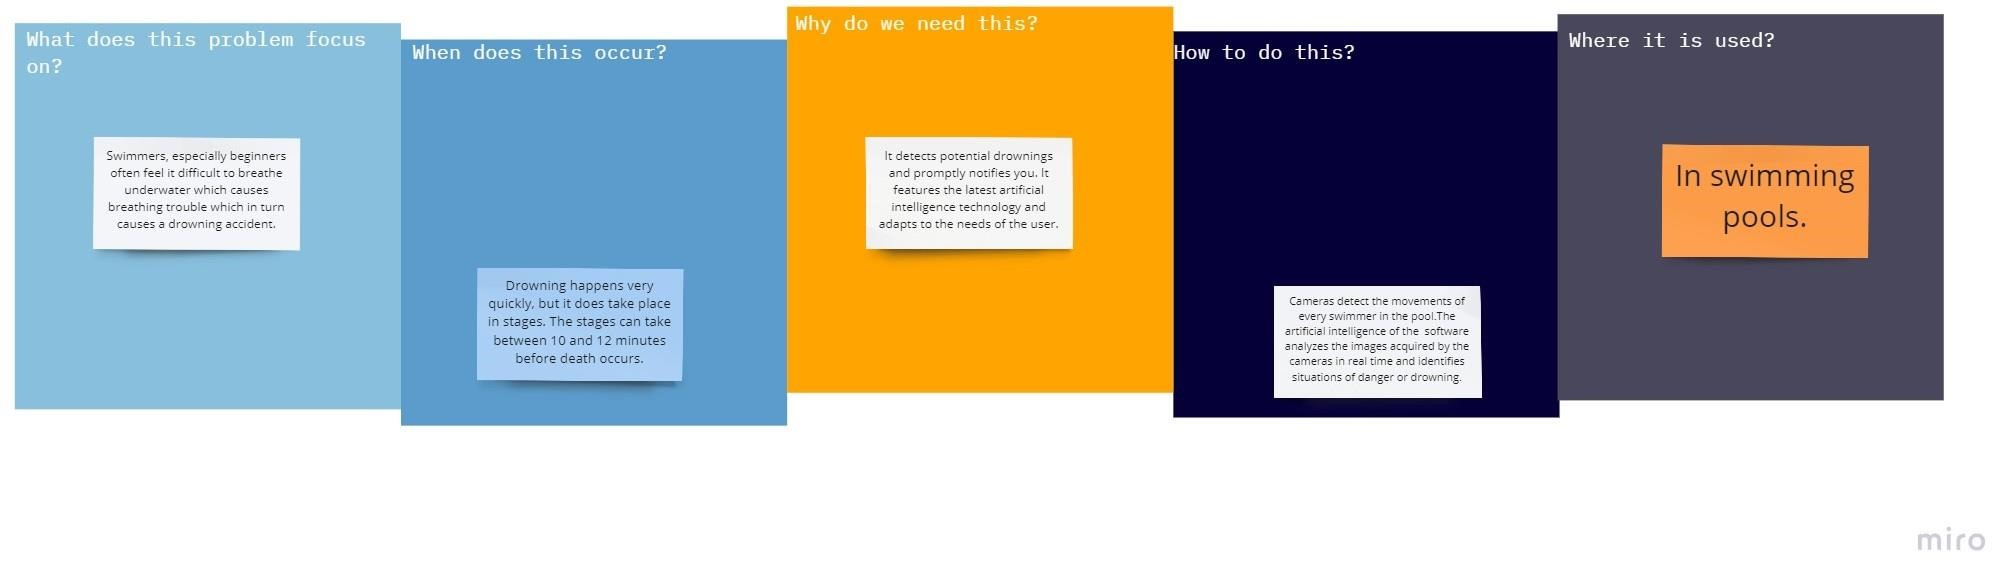 What does this problem focus
on?
Swimmers, especially beginners
often feel it difficult to breathe
underwater which causes
breathing trouble which in turn
causes a drowning accident.
When does this occur?
Drowning happens very
quickly, but it does take place
in stages. The stages can take
between 10 and 12 minutes
before death occurs.
Why do we need this?
It detects potential drownings
and promptly notifies you. It
features the latest artificial
intelligence technology and
adapts to the needs of the user.
How to do this?
Cameras detect the movements of
every swimmer in the pool.The
artificial intelligence of the software
analyzes the images acquired by the
cameras in real time and identifies
situations of danger or drowning.
Where it is used?
In swimming
pools.
miro